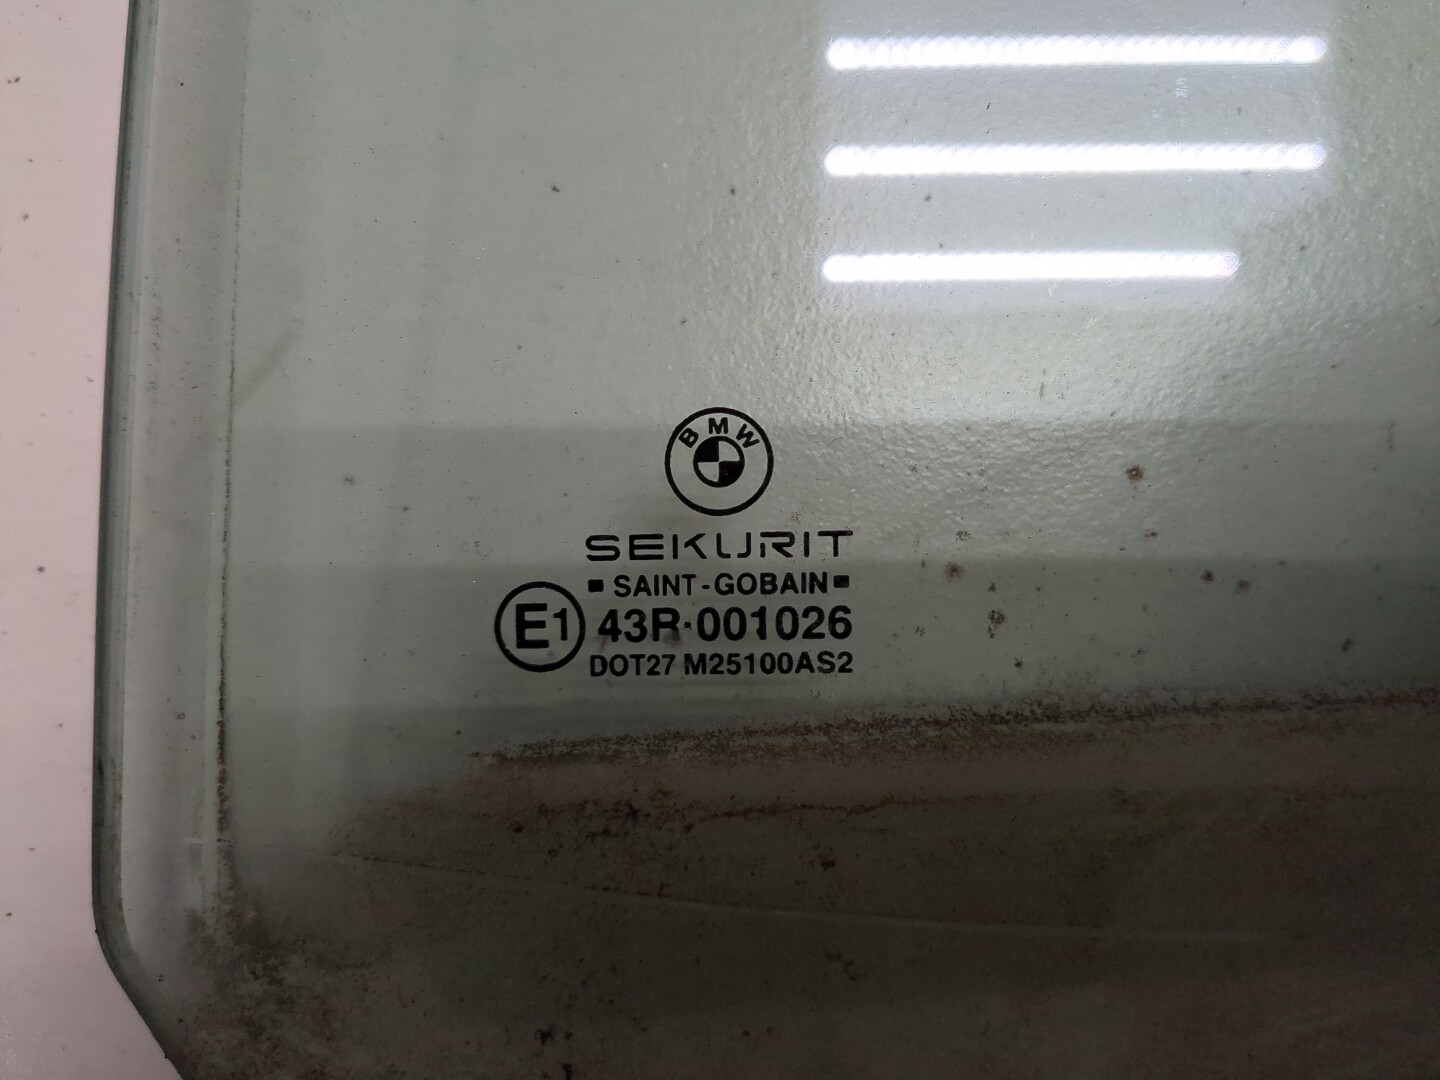 BMW
SEKURIT
▪ SAINT-GOBAIN ▪
E1 43R·001026
DOT27 M25100AS2